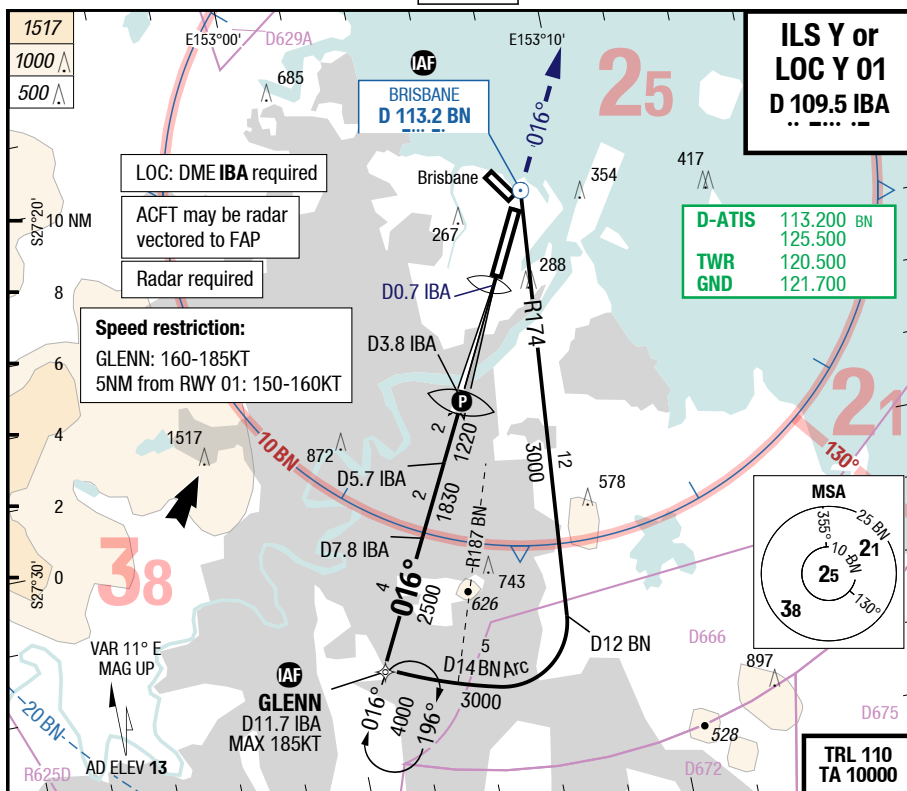 1517
1000
500
E153°00'
D629A
685
IAF
BRISBANE
D 113.2 BN
E153°10'
016°
25
ILS Y or
LOC Y 01
D 109.5 IBA
LOC: DME IBA required
ACFT may be radar
vectored to FAP
Radar required
Speed restriction:
GLENN: 160-185KT
5NM from RWY 01: 150-160KT
Brisbane
354
417
267
288
D-ATIS 113.200 BN
125.500
TWR 120.500
GND 121.700
S27°20'
10 NM
8
6
4
2
0
S27°30'
D0.7 IBA
R174
D3.8 IBA
P
21
130°
2
1220
3000
12
1517
10 BN
872
D5.7 IBA
578
2
1830
R187 BN
D7.8 IBA
38
743
626
4
016°
2500
MSA
355°
25 BN
10 BN
21
25
130°
38
VAR 11° E
MAG UP
5
D12 BN
D666
D14 BN Arc
3000
IAF
GLENN
D11.7 IBA
MAX 185KT
016°
4000
196°
897
D675
528
D672
20 BN
R625D
AD ELEV 13
TRL 110
TA 10000